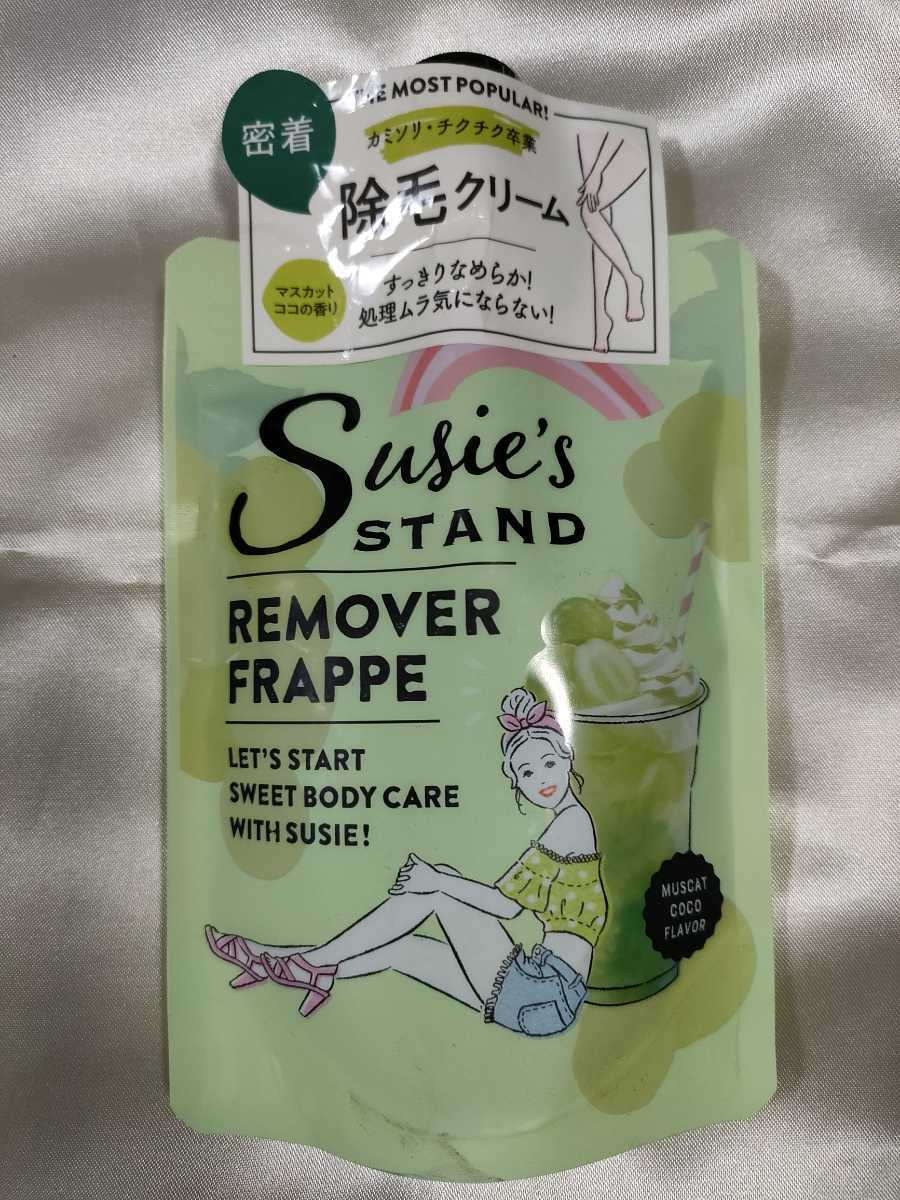 THE MOST POPULAR!
密着
カミソリ・チクチク卒業
除毛クリーム
マスカット
ココの香り
すっきりなめらか!
処理ムラ気にならない!
Susie's
STAND
REMOVER
FRAPPE
LET'S START
SWEET BODY CARE
WITH SUSIE!
MUSCAT
COCO
FLAVOR